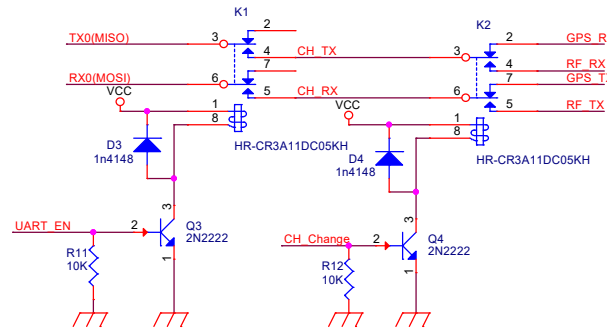 K1
K2
TX0(MISO)
3
2
4
CH_TX
3
2
GPS_R
4
RF_RX
RX0(MOSI)
6
7
5
CH_RX
6
7
GPS_T
5
RF_TX
VCC
1
8
HR-CR3A11DC05KH
VCC
1
8
HR-CR3A11DC05KH
D3
1n4148
D4
1n4148
UART_EN
2
3
1
Q3
2N2222
R11
10K
CH_Change
2
3
1
Q4
2N2222
R12
10K